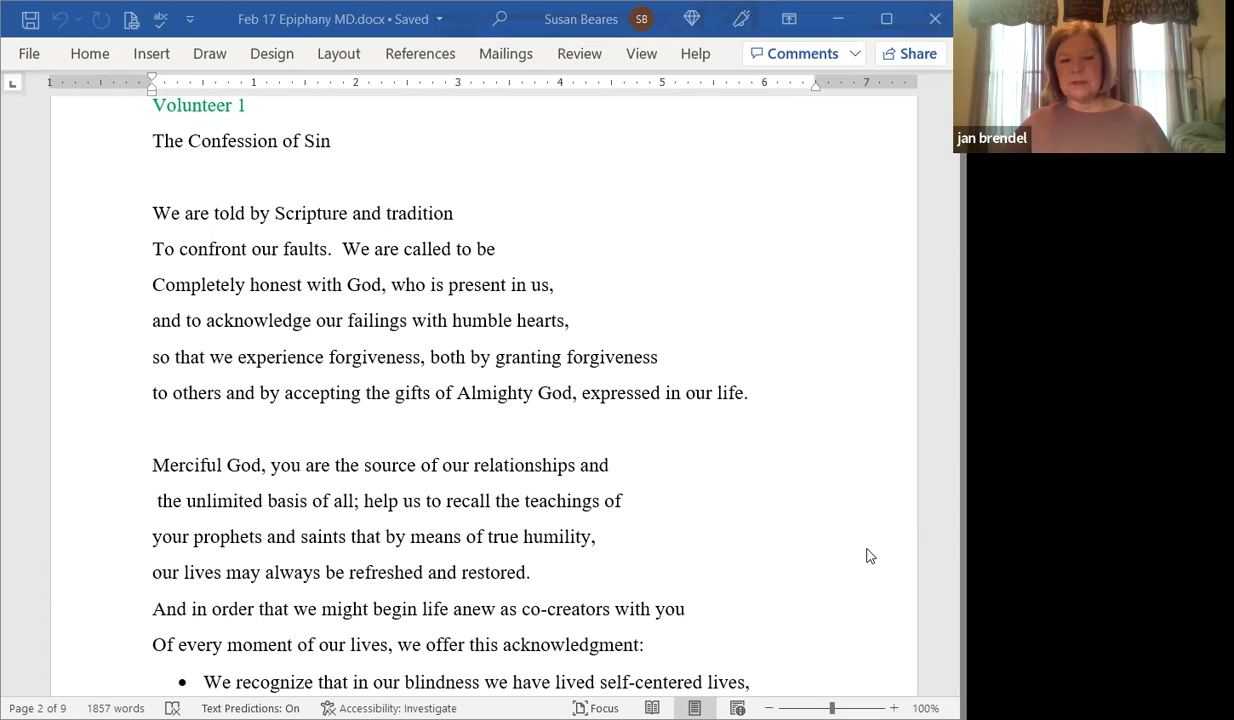 Feb 17 Epiphany MD.docx • Saved
Susan Beares SB
File Home Insert Draw Design Layout References Mailings Review View Help Comments Share
1 1 2 3 4 5 6 7
Volunteer 1
The Confession of Sin
We are told by Scripture and tradition
To confront our faults.  We are called to be
Completely honest with God, who is present in us,
and to acknowledge our failings with humble hearts,
so that we experience forgiveness, both by granting forgiveness
to others and by accepting the gifts of Almighty God, expressed in our life.
Merciful God, you are the source of our relationships and
the unlimited basis of all; help us to recall the teachings of
your prophets and saints that by means of true humility,
our lives may always be refreshed and restored.
And in order that we might begin life anew as co-creators with you
Of every moment of our lives, we offer this acknowledgment:
• We recognize that in our blindness we have lived self-centered lives,
Page 2 of 9 1857 words Text Predictions: On Accessibility: Investigate Focus 100%
jan brendel